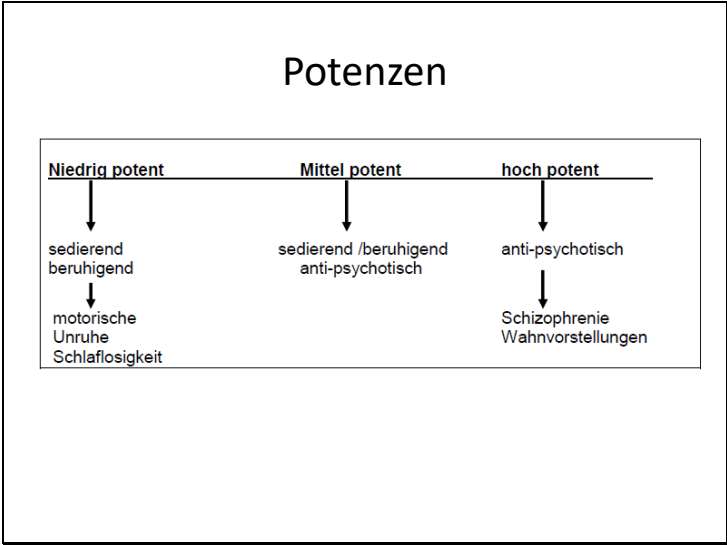 Potenzen
Niedrig potent
Mittel potent
hoch potent
sedierend
beruhigend
sedierend /beruhigend
anti-psychotisch
anti-psychotisch
motorische
Unruhe
Schlaflosigkeit
Schizophrenie
Wahnvorstellungen